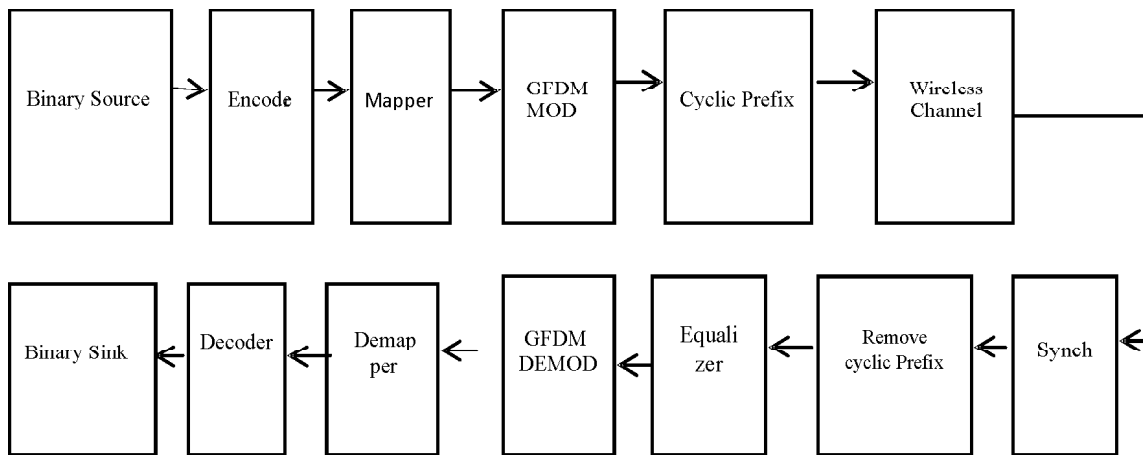 Binary Source
Encode
Mapper
GFDM
MOD
Cyclic Prefix
Wireless
Channel
Binary Sink
Decoder
Demap
per
GFDM
DEMOD
Equali
zer
Remove
cyclic Prefix
Synch